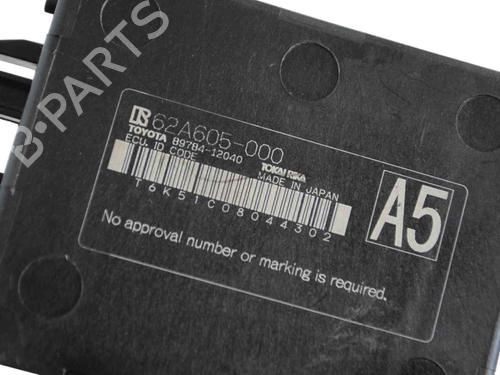 62A605-000
TOYOTA 89784-12040
ECU, ID CODE
TOKAI RIKA
MADE IN JAPAN
T6K51C08044302
A5
No approval number or marking is required.
B-PARTS